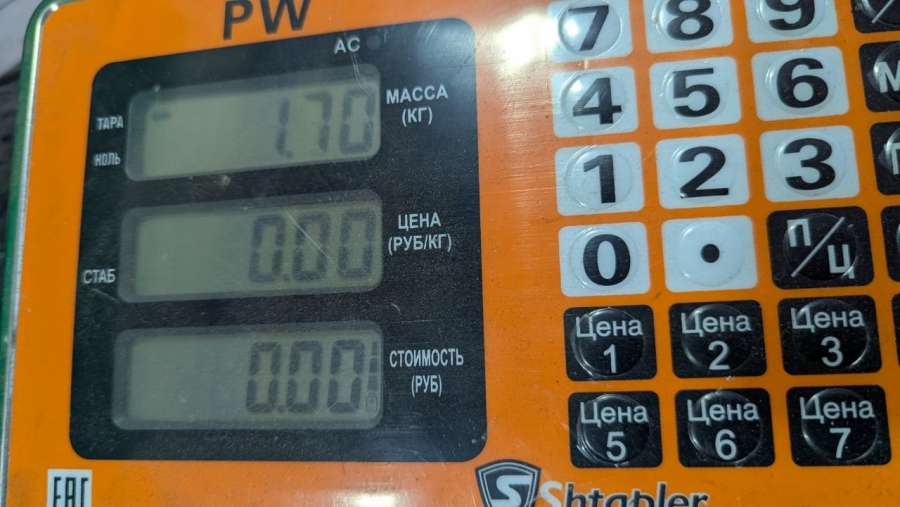 PW
AC
ТАРА
1.70
МАССА
(КГ)
НОЛЬ
0.00
ЦЕНА
(РУБ/КГ)
СТАБ
0.00
СТОИМОСТЬ
(РУБ)
EAC
Shtapler
7 8 9
4 5 6 М
1 2 3
0 . П/Ц
Цена
1
Цена
2
Цена
3
Цена
5
Цена
6
Цена
7